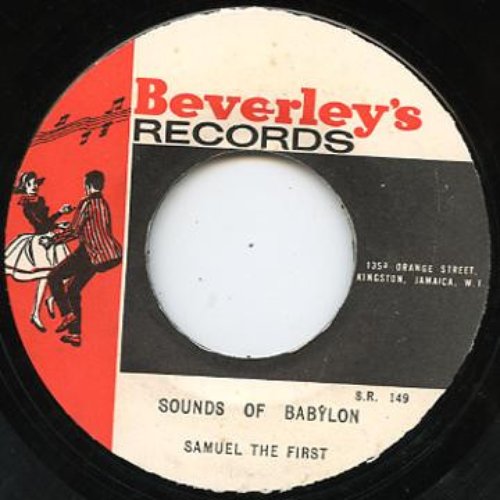 Beverley's
RECORDS
135ª ORANGE STREET,
KINGSTON, JAMAICA, W.I
S.R. 149
SOUNDS OF BABYLON
SAMUEL THE FIRST